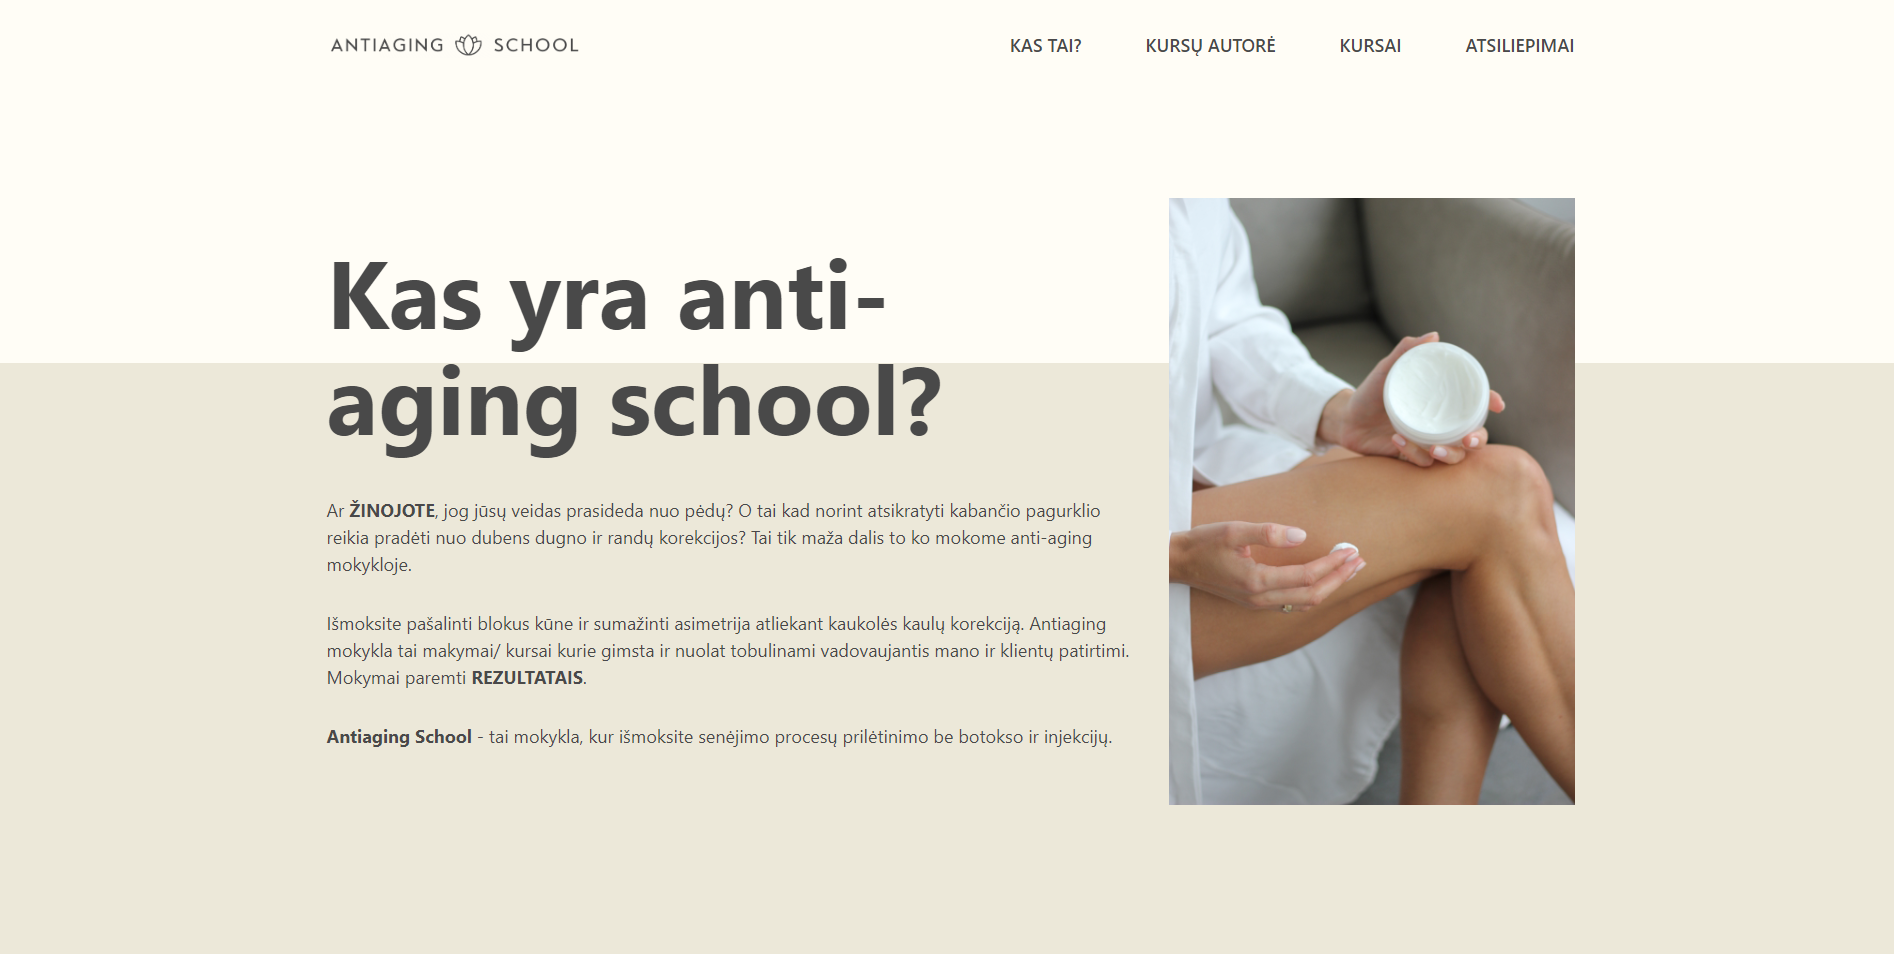 ANTIAGING SCHOOL
KAS TAI?
KURSŲ AUTORĖ
KURSAI
ATSILIEPIMAI
Kas yra anti-
aging school?
Ar ŽINOJOTE, jog jūsų veidas prasideda nuo pėdų? O tai kad norint atsikratyti kabančio pagurklio
reikia pradėti nuo dubens dugno ir randų korekcijos? Tai tik maža dalis to ko mokome anti-aging
mokykloje.
Išmoksite pašalinti blokus kūne ir sumažinti asimetrija atliekant kaukolės kaulų korekciją. Antiaging
mokykla tai makymai/ kursai kurie gimsta ir nuolat tobulinami vadovaujantis mano ir klientų patirtimi.
Mokymai paremti REZULTATAIS.
Antiaging School - tai mokykla, kur išmoksite senėjimo procesų prilėtinimo be botokso ir injekcijų.